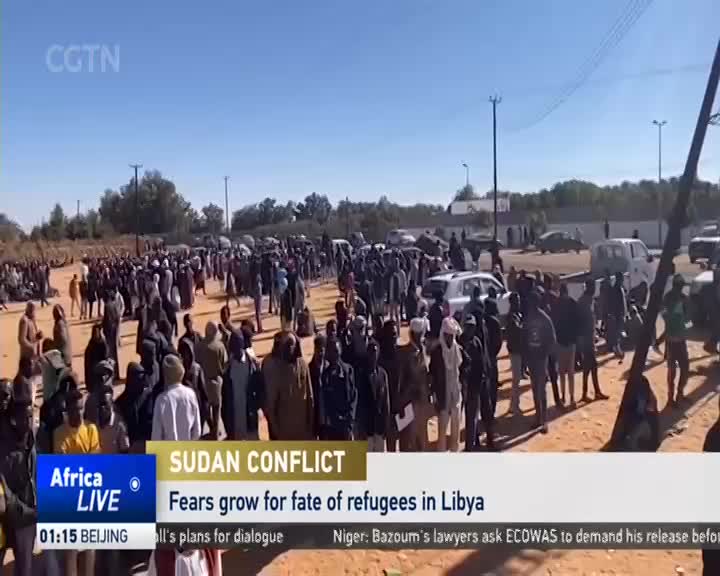 CGTN
SUDAN CONFLICT
Africa
LIVE
Fears grow for fate of refugees in Libya
01:15 BEIJING
all's plans for dialogue Niger: Bazoum's lawyers ask ECOWAS to demand his release before